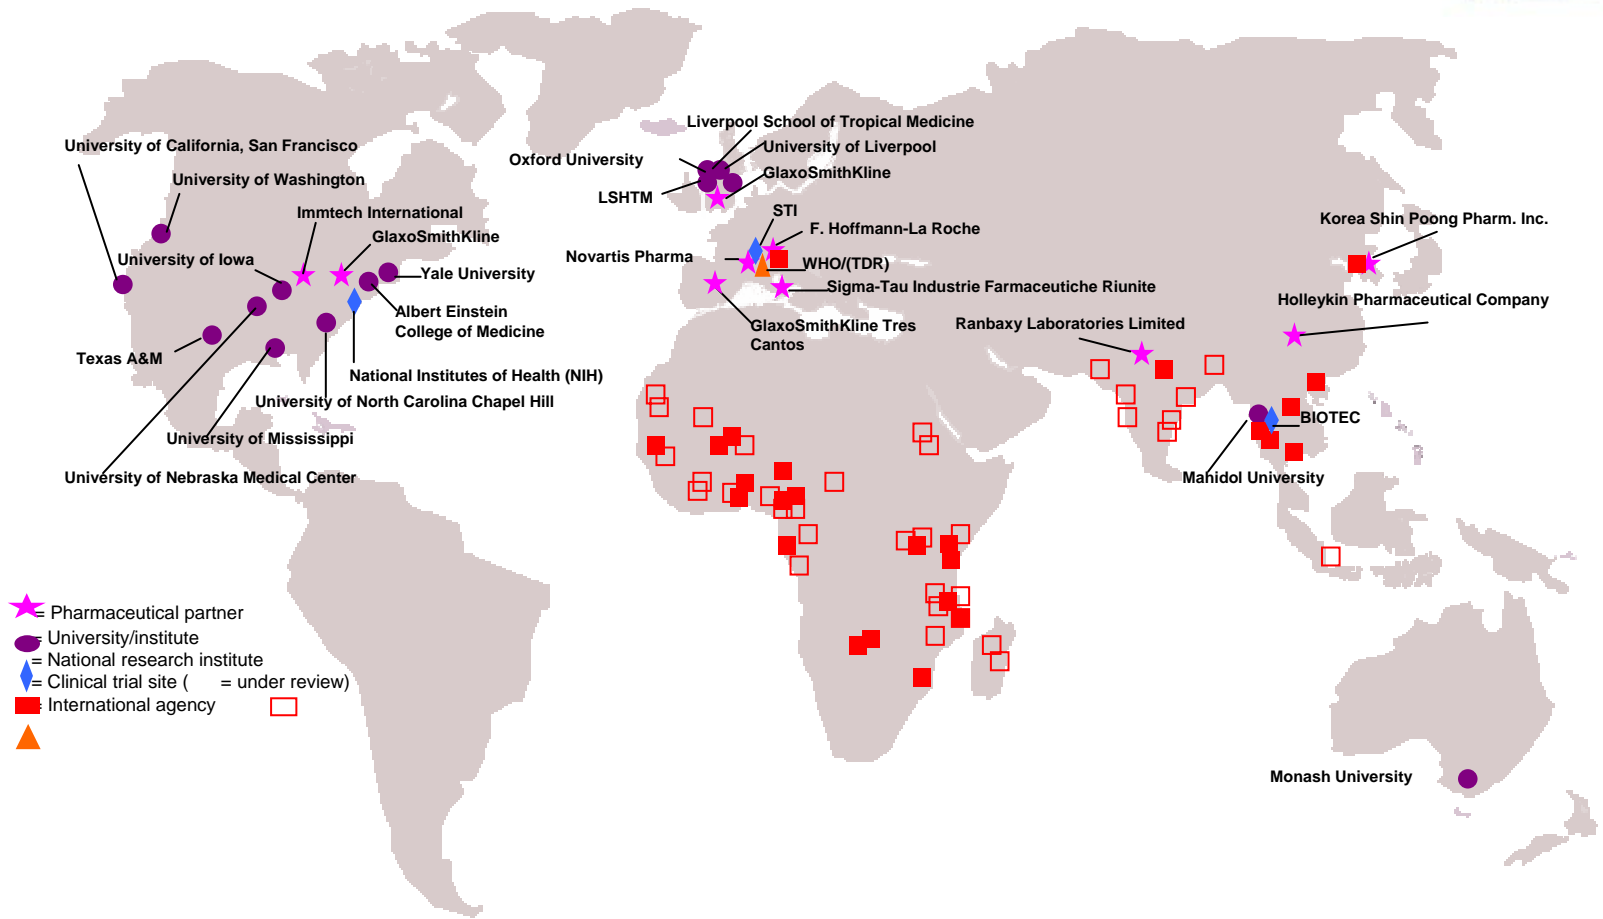 Liverpool School of Tropical Medicine
University of California, San Francisco
University of Liverpool
Oxford University
University of Washington
GlaxoSmithKline
LSHTM
Immtech International
STI
Korea Shin Poong Pharm. Inc.
F. Hoffmann-La Roche
GlaxoSmithKline
Novartis Pharma
University of Iowa
WHO/(TDR)
Yale University
Sigma-Tau Industrie Farmaceutiche Riunite
Holleykin Pharmaceutical Company
Albert Einstein
College of Medicine
GlaxoSmithKline Tres
Cantos
Ranbaxy Laboratories Limited
Texas A&M
National Institutes of Health (NIH)
University of North Carolina Chapel Hill
BIOTEC
University of Mississippi
University of Nebraska Medical Center
Mahidol University
= Pharmaceutical partner
= University/institute
= National research institute
= Clinical trial site ( = under review)
= International agency
Monash University